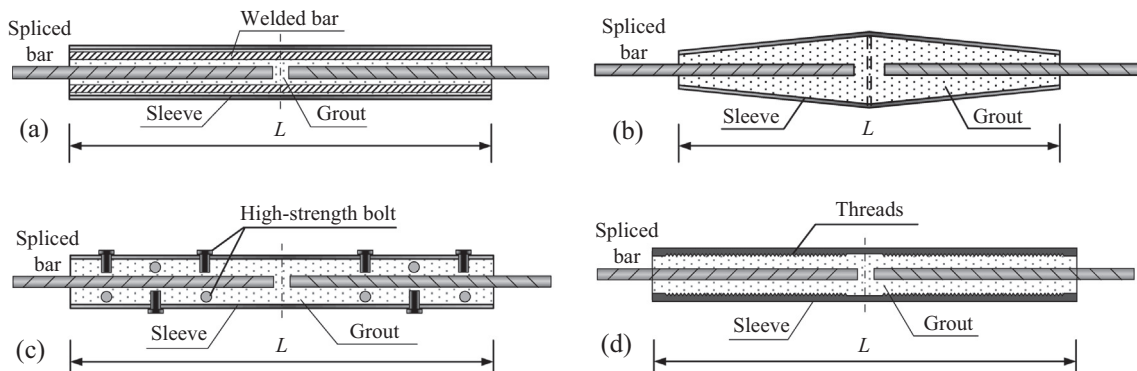 (a)
Spliced
bar
Welded bar
Sleeve
Grout
L
(b)
Spliced
bar
Sleeve
Grout
L
(c)
Spliced
bar
High-strength bolt
Sleeve
Grout
L
(d)
Spliced
bar
Threads
Sleeve
Grout
L